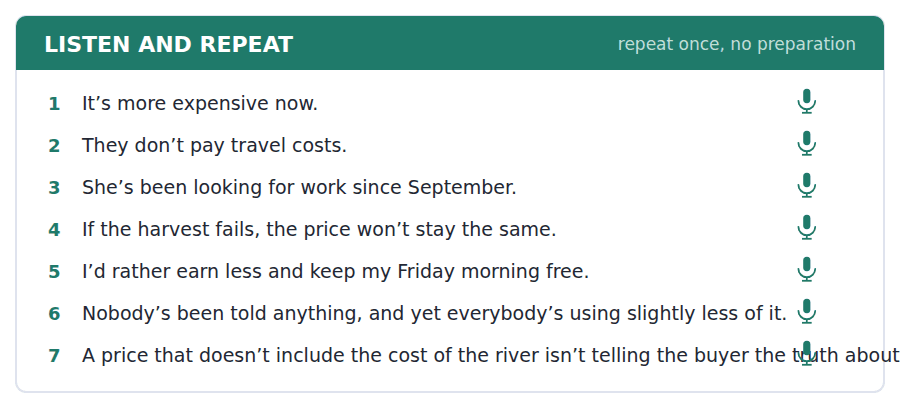 LISTEN AND REPEAT repeat once, no preparation
1 It’s more expensive now.
2 They don’t pay travel costs.
3 She’s been looking for work since September.
4 If the harvest fails, the price won’t stay the same.
5 I’d rather earn less and keep my Friday morning free.
6 Nobody’s been told anything, and yet everybody’s using slightly less of it.
7 A price that doesn’t include the cost of the river isn’t telling the buyer the truth about